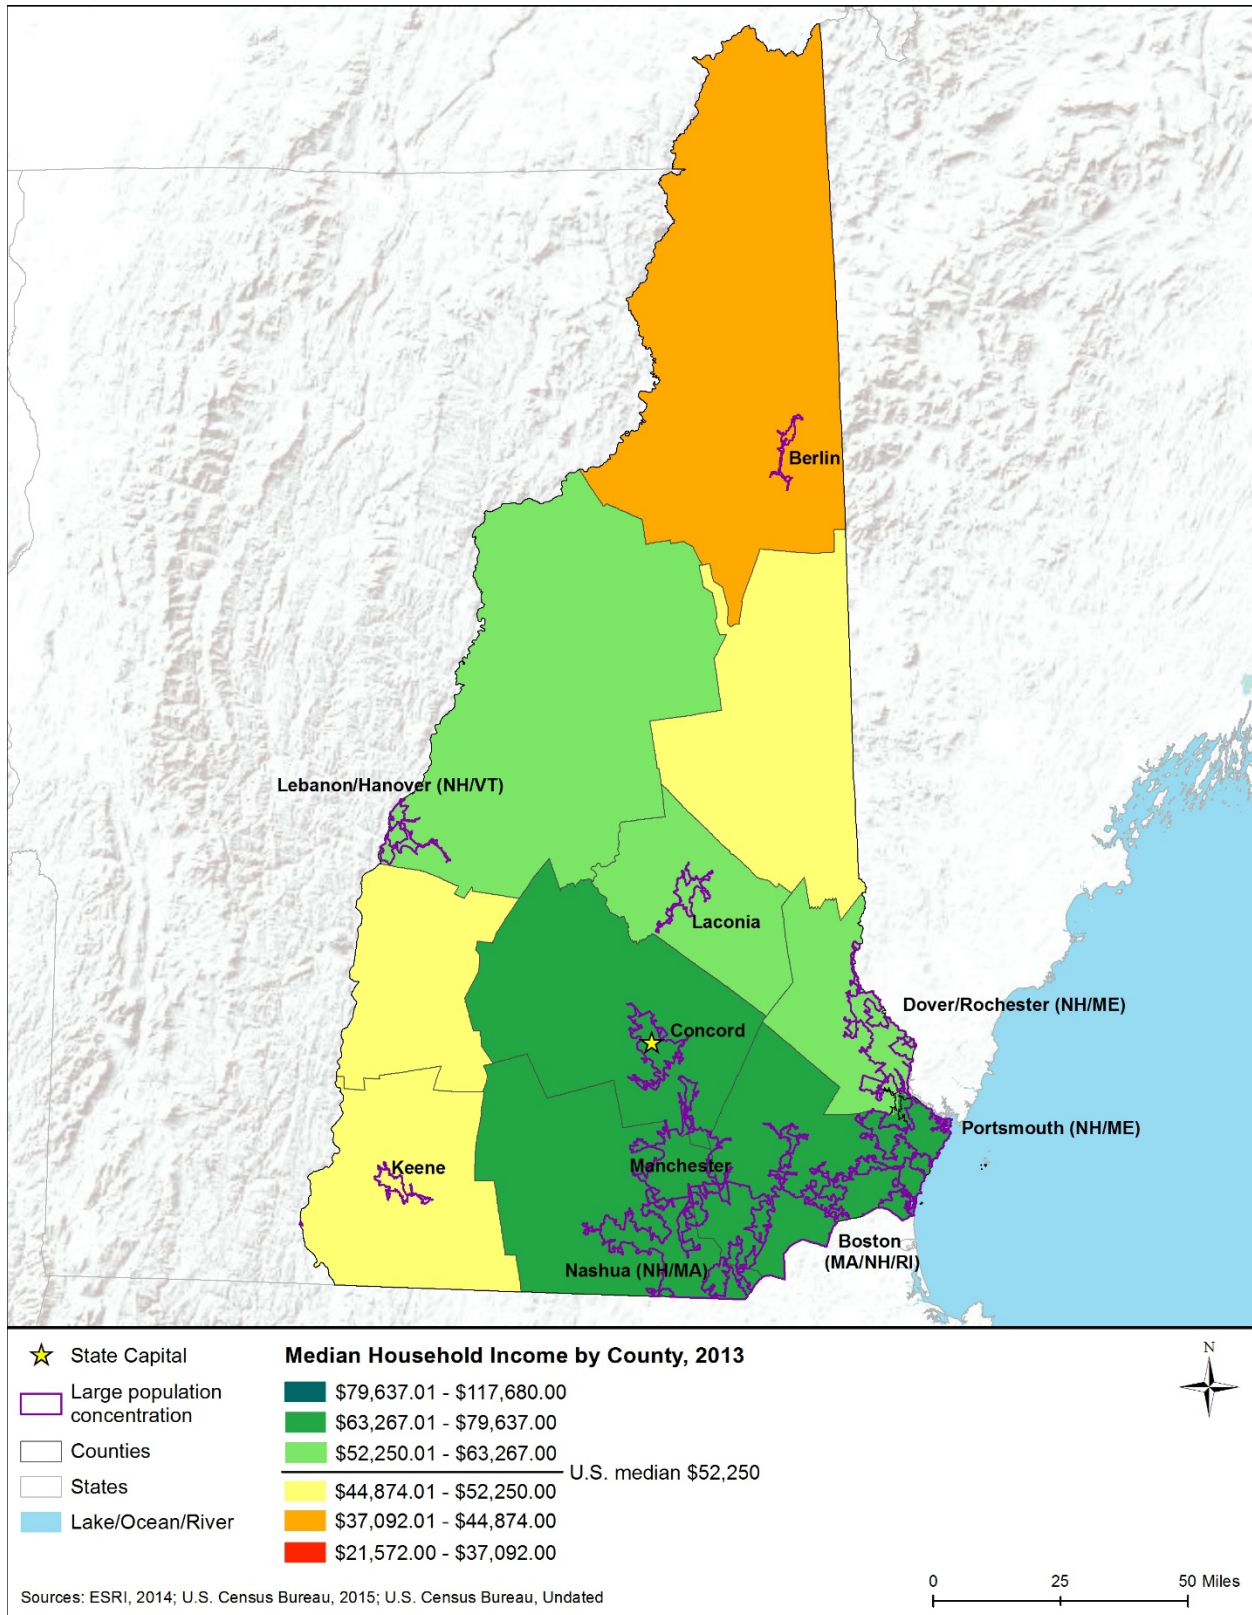 Berlin
Lebanon/Hanover (NH/VT)
Laconia
Dover/Rochester (NH/ME)
Concord
Portsmouth (NH/ME)
Manchester
Keene
Boston
(MA/NH/RI)
Nashua (NH/MA)
State Capital
Large population
concentration
Counties
States
Lake/Ocean/River
Median Household Income by County, 2013
$79,637.01 - $117,680.00
$63,267.01 - $79,637.00
$52,250.01 - $63,267.00
U.S. median $52,250
$44,874.01 - $52,250.00
$37,092.01 - $44,874.00
$21,572.00 - $37,092.00
N
0 25 50 Miles
Sources: ESRI, 2014; U.S. Census Bureau, 2015; U.S. Census Bureau, Undated